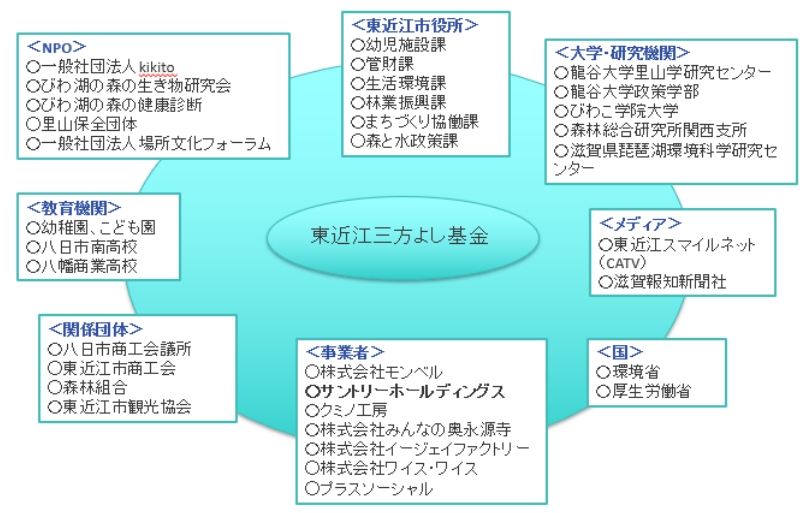 ＜NPO＞
○一般社団法人kikito
○びわ湖の森の生き物研究会
○びわ湖の森の健康診断
○里山保全団体
○一般社団法人場所文化フォーラム
＜東近江市役所＞
○幼児施設課
○管財課
○生活環境課
○林業振興課
○まちづくり協働課
○森と水政策課
＜大学・研究機関＞
○龍谷大学里山学研究センター
○龍谷大学政策学部
○びわこ学院大学
○森林総合研究所関西支所
○滋賀県琵琶湖環境科学研究セ
ンター
＜教育機関＞
○幼稚園、こども園
○八日市南高校
○八幡商業高校
東近江三方よし基金
＜メディア＞
○東近江スマイルネット
（CATV）
○滋賀報知新聞社
＜関係団体＞
○八日市商工会議所
○東近江市商工会
○森林組合
○東近江市観光協会
＜事業者＞
○株式会社モンベル
○サントリーホールディングス
○クミノ工房
○株式会社みんなの奥永源寺
○株式会社イージェイファクトリー
○株式会社ワイス・ワイス
○プラスソーシャル
＜国＞
○環境省
○厚生労働省